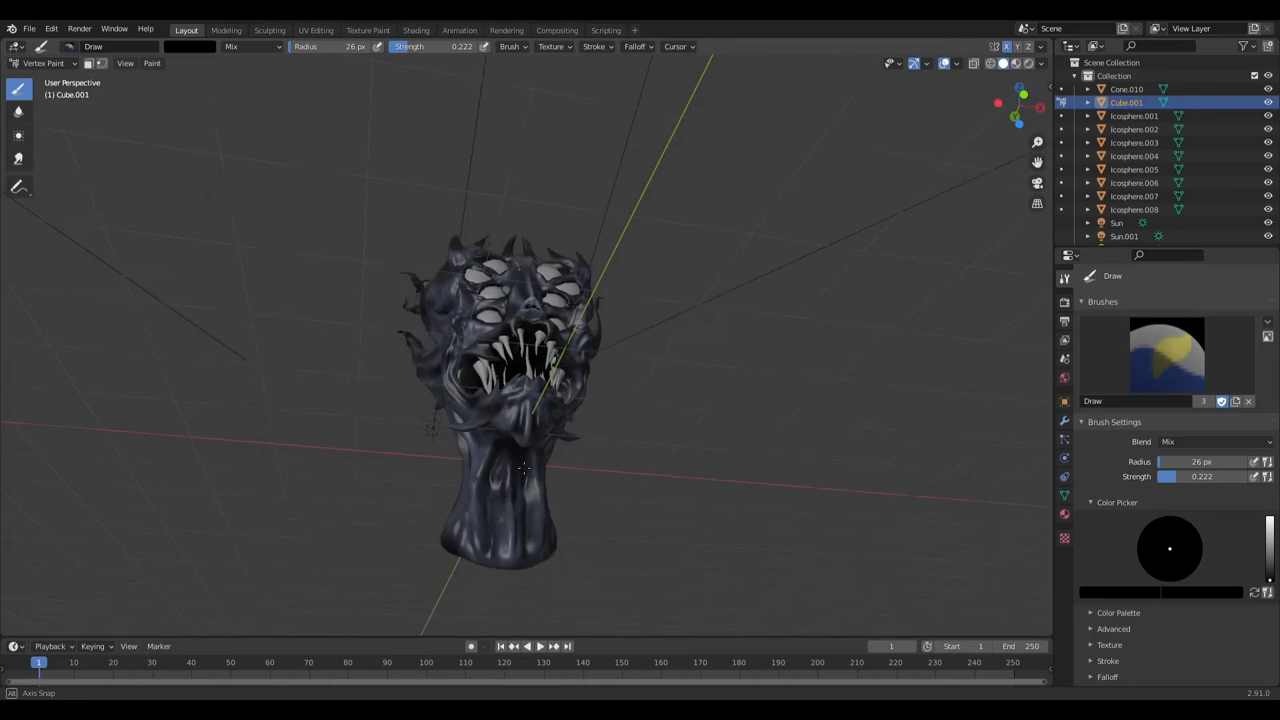 File Edit Render Window Help Layout Modeling Sculpting UV Editing Texture Paint Shading Animation Rendering Compositing Scripting + Scene View Layer
Draw Mix Radius 26 px Strength 0.222 Brush Texture Stroke Falloff Cursor X Y Z
Vertex Paint View Paint
User Perspective
(1) Cube.001
Scene Collection
Collection
Cone.010
Cube.001
Icosphere.001
Icosphere.002
Icosphere.003
Icosphere.004
Icosphere.005
Icosphere.006
Icosphere.007
Icosphere.008
Sun
Sun.001
Draw
Brushes
Draw 3
Brush Settings
Blend Mix
Radius 26 px
Strength 0.222
Color Picker
Color Palette
Advanced
Texture
Stroke
Falloff
Playback Keying View Marker 1 Start 1 End 250
1 10 20 30 40 50 60 70 80 90 100 110 120 130 140 150 160 170 180 190 200 210 220 230 240 250
Alt Axis Snap 2.91.0